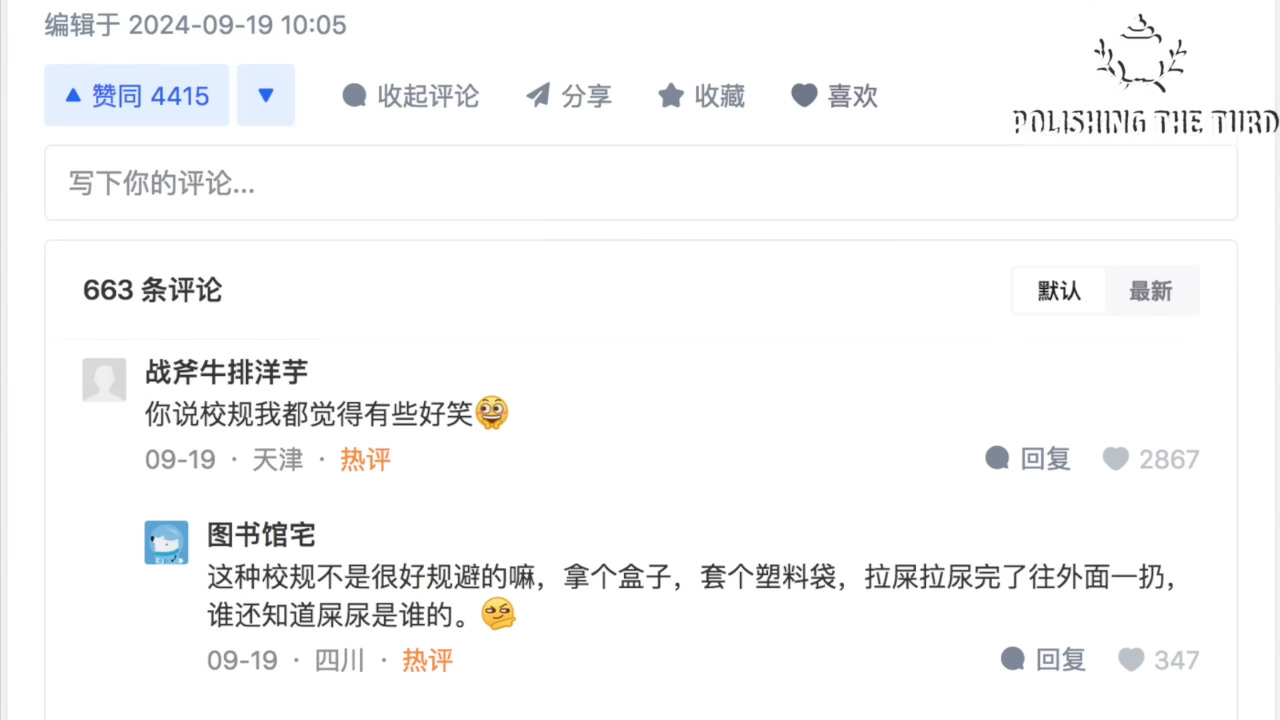 编辑于 2024-09-19 10:05
赞同 4415
收起评论
分享
收藏
喜欢
POLISHING THE TURD
写下你的评论...
663 条评论
默认
最新
战斧牛排洋芋
你说校规我都觉得有些好笑
09-19 · 天津 · 热评
回复
2867
图书馆宅
这种校规不是很好规避的嘛，拿个盒子，套个塑料袋，拉屎拉尿完了往外面一扔，
谁还知道屎尿是谁的。
09-19 · 四川 · 热评
回复
347